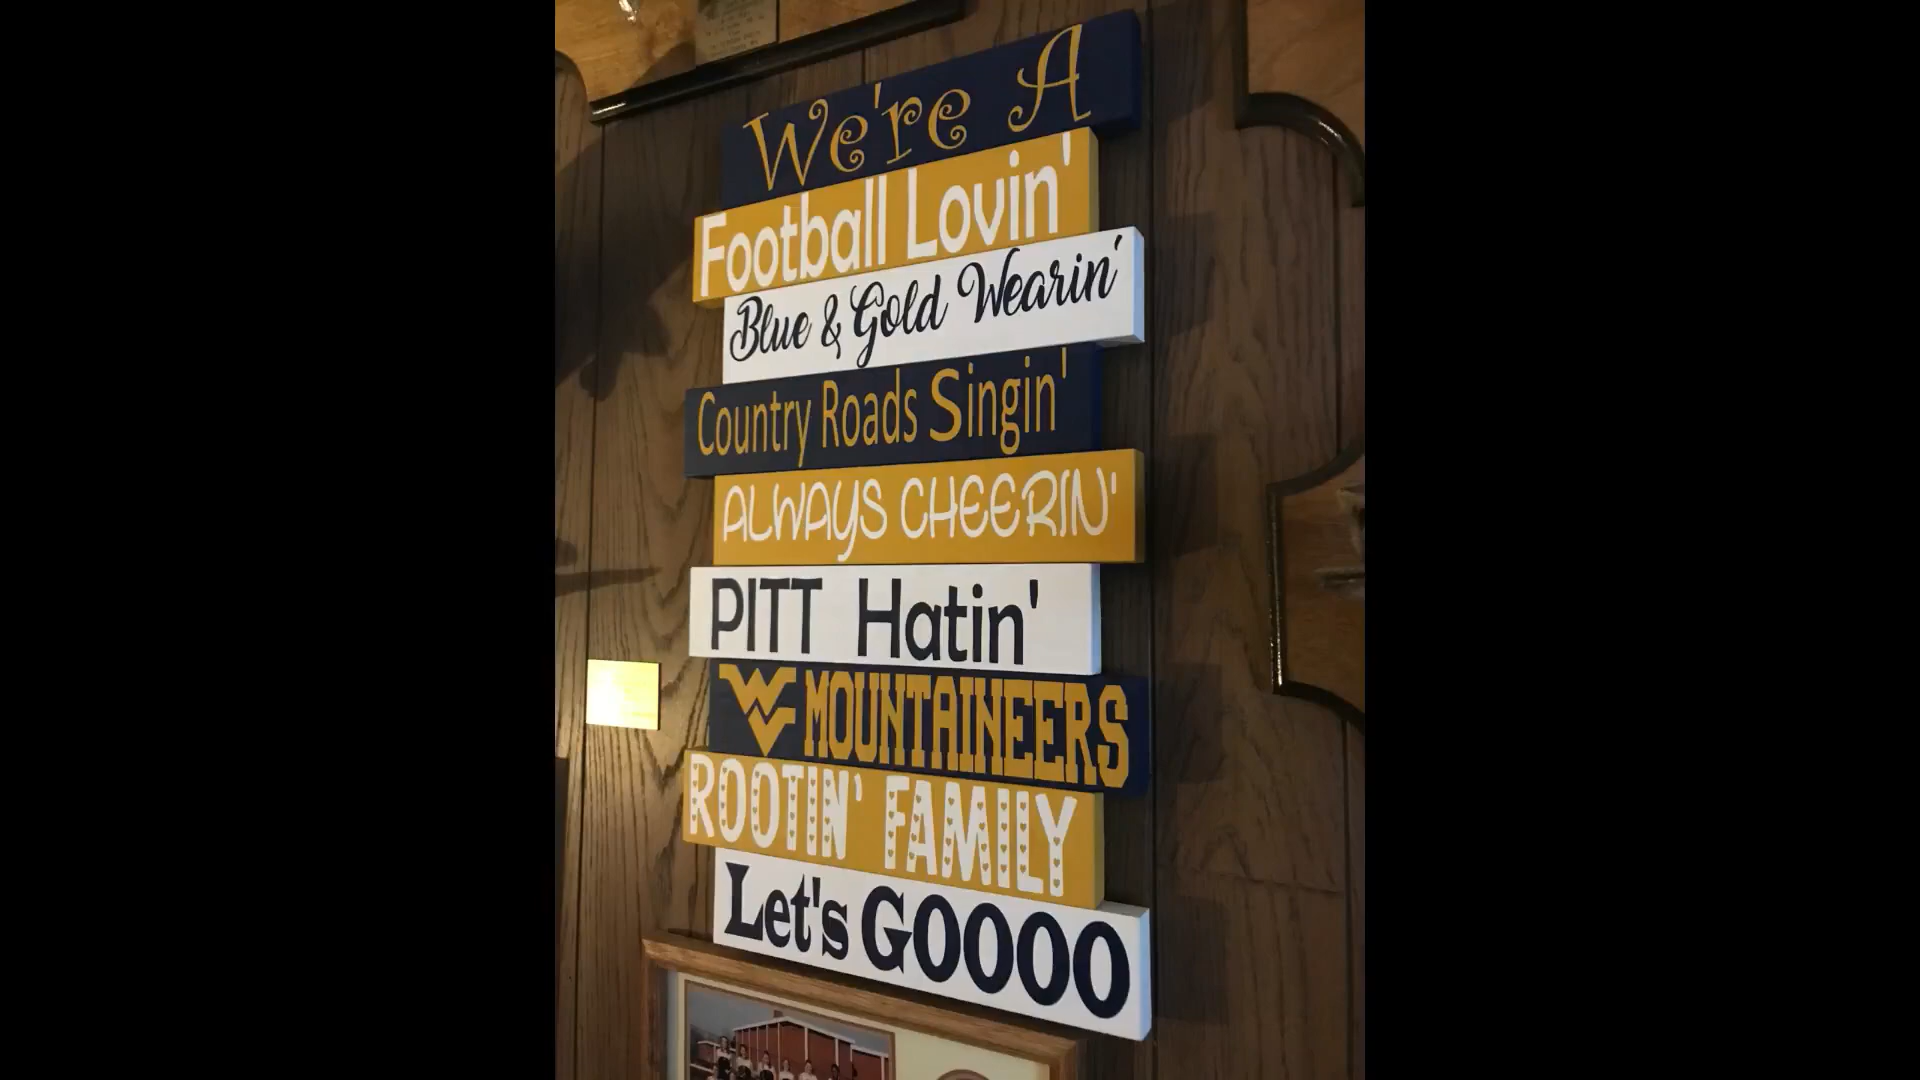 We're A
Football Lovin'
Blue & Gold Wearin'
Country Roads Singin'
ALWAYS CHEERIN'
PITT Hatin'
WV MOUNTAINEERS
ROOTIN' FAMILY
Let's GOOOO